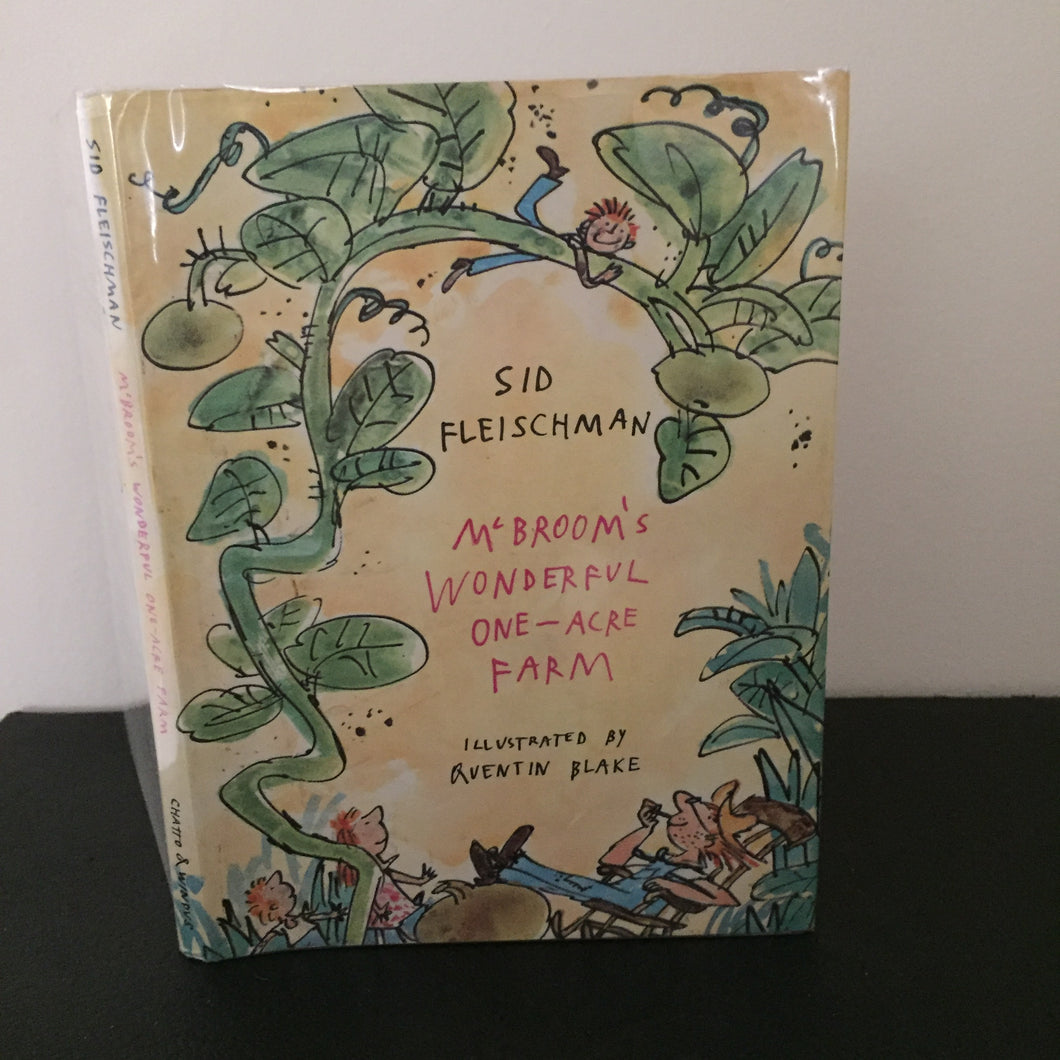 SID FLEISCHMAN
McBROOM'S WONDERFUL ONE-ACRE FARM
CHATTO & WINDUS
SID
FLEISCHMAN
McBROOM'S
WONDERFUL
ONE-ACRE
FARM
ILLUSTRATED BY
QUENTIN BLAKE